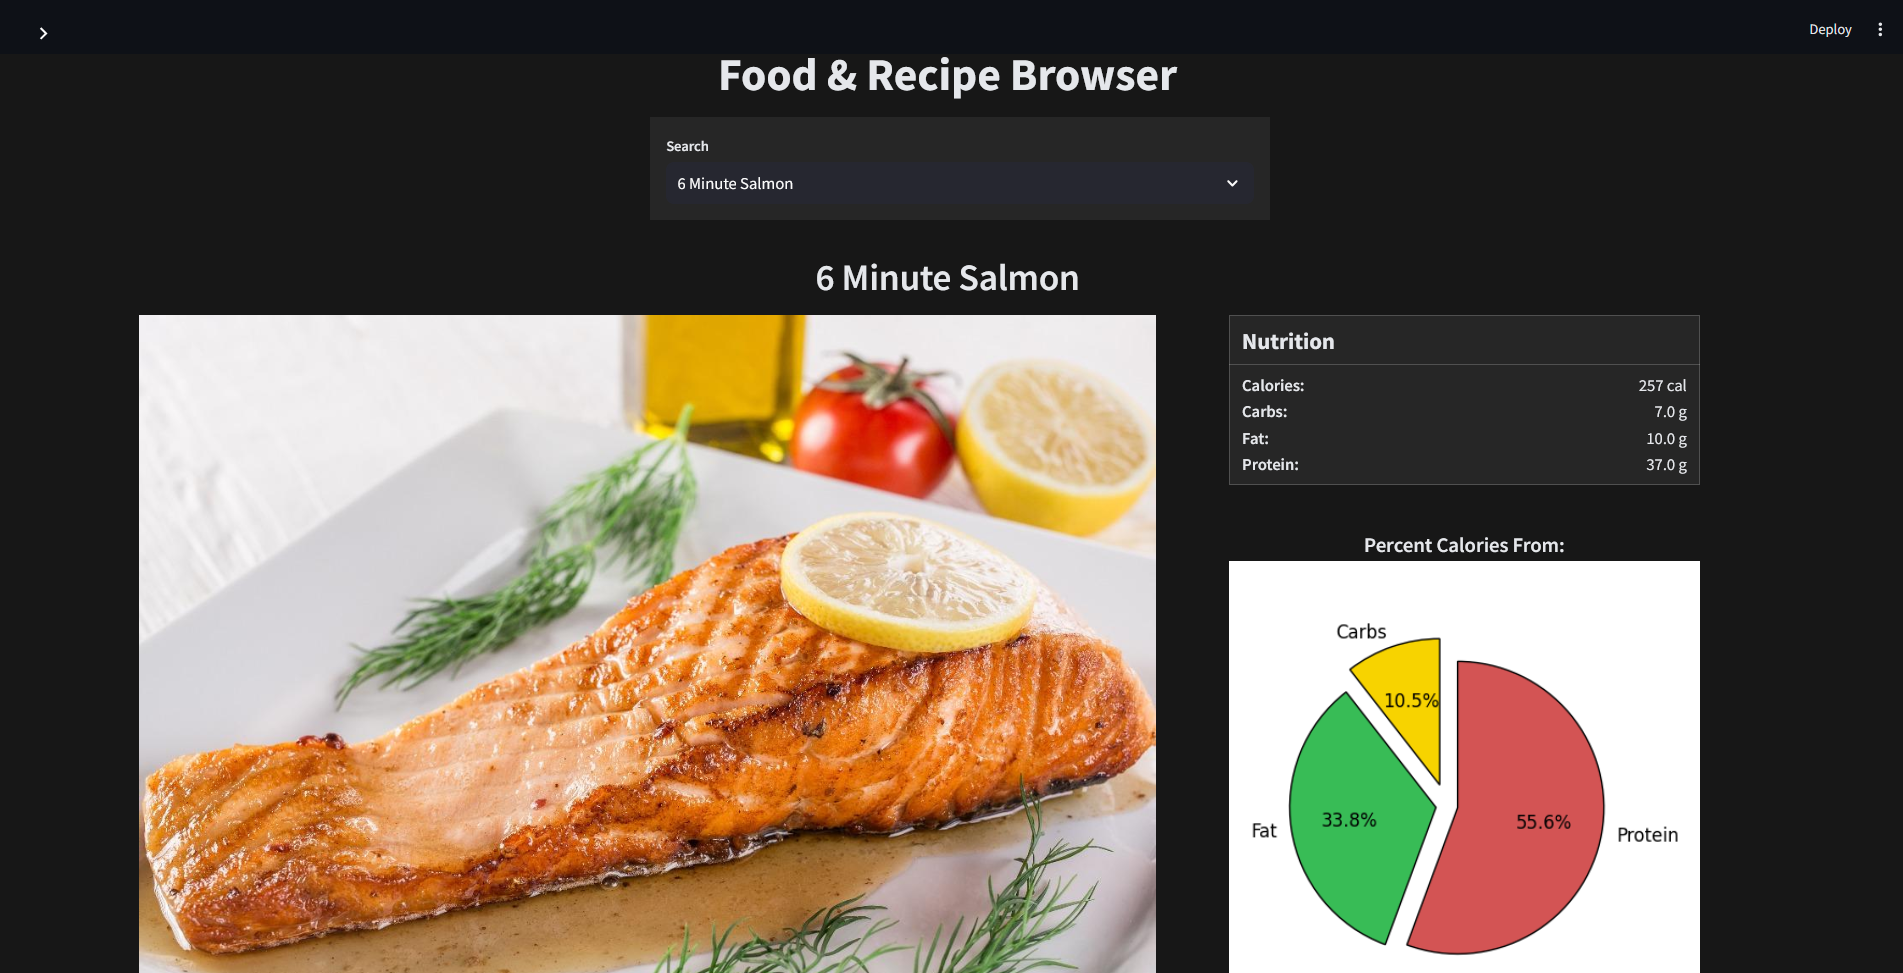 Deploy
Food & Recipe Browser
Search
6 Minute Salmon
6 Minute Salmon
Nutrition
Calories: 257 cal
Carbs: 7.0 g
Fat: 10.0 g
Protein: 37.0 g
Percent Calories From:
Carbs
10.5%
Fat
33.8%
55.6%
Protein